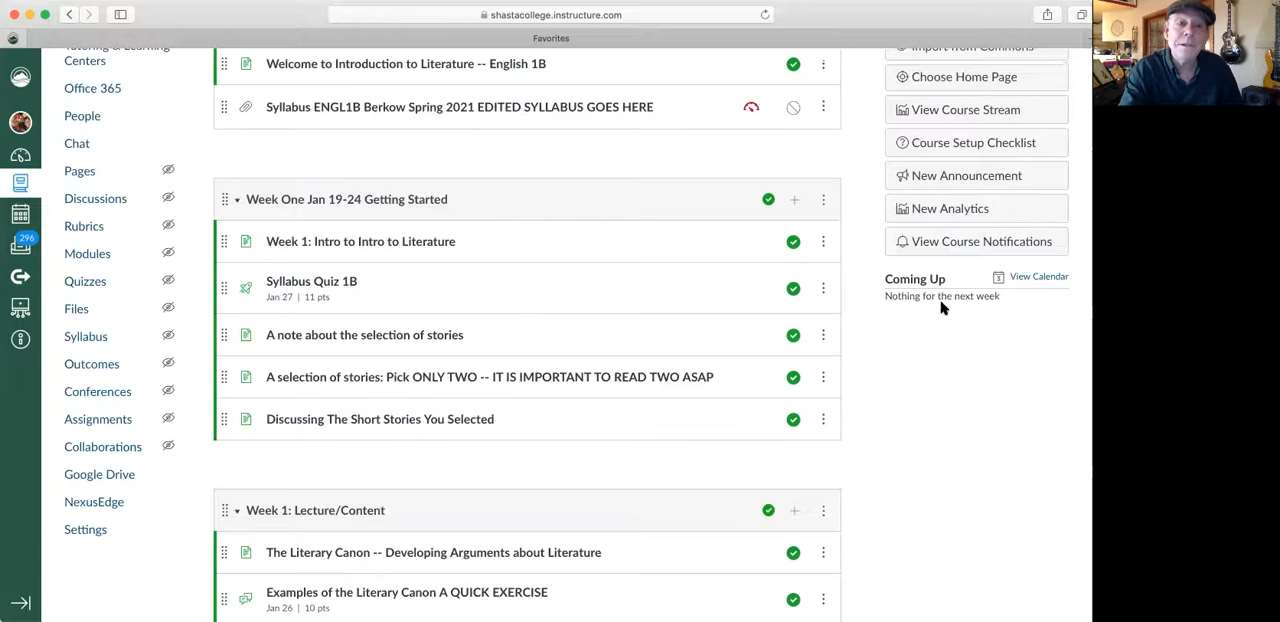 shastacollege.instructure.com
Favorites
Tutoring & Learning
Centers
Office 365
People
Chat
Pages
Discussions
Rubrics
Modules
Quizzes
Files
Syllabus
Outcomes
Conferences
Assignments
Collaborations
Google Drive
NexusEdge
Settings
296
Welcome to Introduction to Literature -- English 1B
Syllabus ENGL1B Berkow Spring 2021 EDITED SYLLABUS GOES HERE
Week One Jan 19-24 Getting Started
Week 1: Intro to Intro to Literature
Syllabus Quiz 1B
Jan 27 | 11 pts
A note about the selection of stories
A selection of stories: Pick ONLY TWO -- IT IS IMPORTANT TO READ TWO ASAP
Discussing The Short Stories You Selected
Week 1: Lecture/Content
The Literary Canon -- Developing Arguments about Literature
Examples of the Literary Canon A QUICK EXERCISE
Jan 26 | 10 pts
Import from Commons
Choose Home Page
View Course Stream
Course Setup Checklist
New Announcement
New Analytics
View Course Notifications
Coming Up
View Calendar
Nothing for the next week